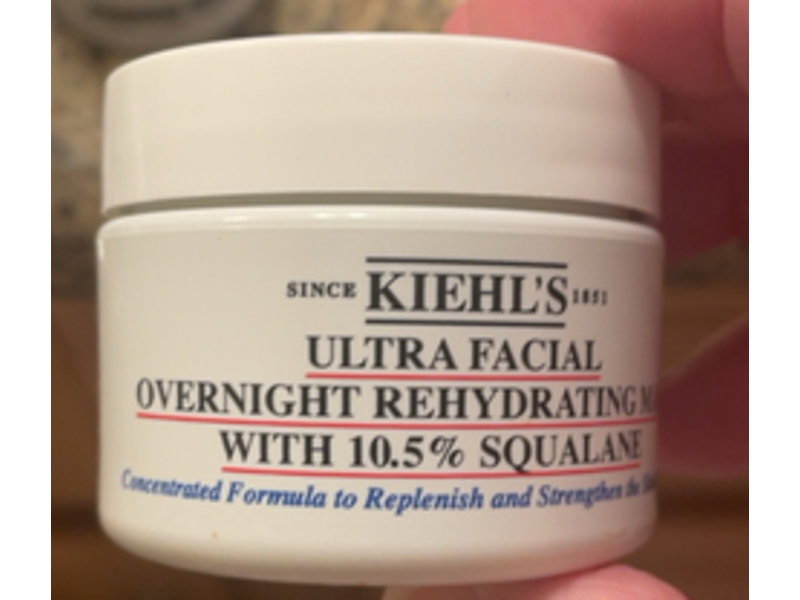 SINCE KIEHL'S 1851
ULTRA FACIAL
OVERNIGHT REHYDRATING
WITH 10.5% SQUALANE
Concentrated Formula to Replenish and Strengthen the